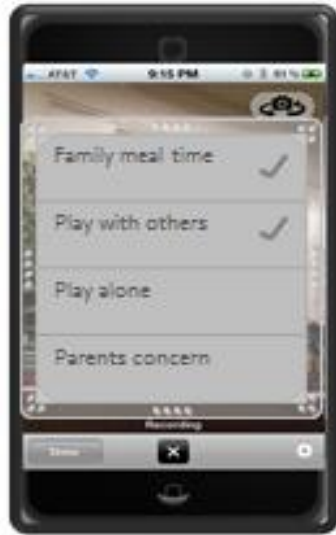 AT&T 9:15 PM
Family meal time
Play with others
Play alone
Parents concern
Recording